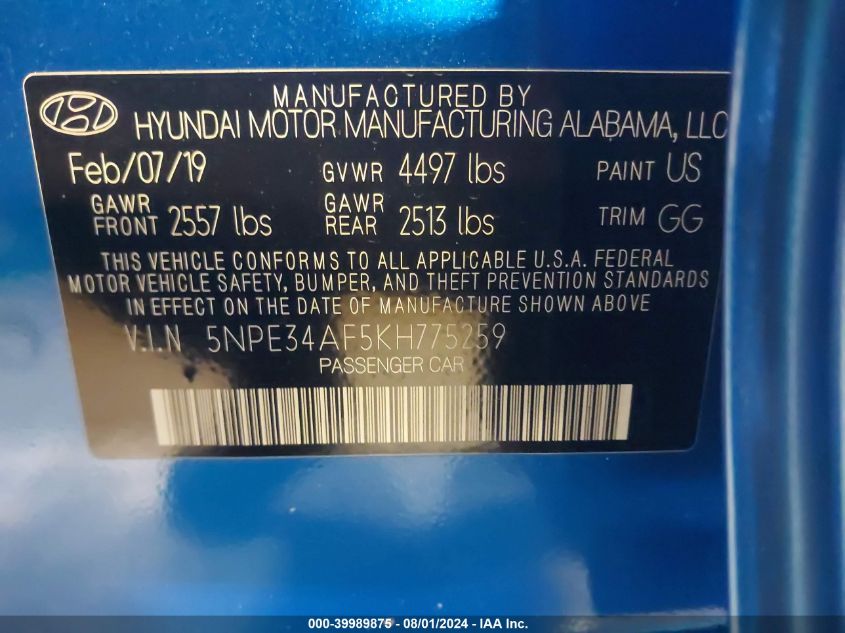 MANUFACTURED BY
HYUNDAI MOTOR MANUFACTURING ALABAMA, LLC
Feb/07/19 GVWR 4497 lbs PAINT US
GAWR FRONT 2557 lbs GAWR REAR 2513 lbs TRIM GG
THIS VEHICLE CONFORMS TO ALL APPLICABLE U.S.A. FEDERAL
MOTOR VEHICLE SAFETY, BUMPER, AND THEFT PREVENTION STANDARDS
IN EFFECT ON THE DATE OF MANUFACTURE SHOWN ABOVE
V.I.N 5NPE34AF5KH775259
PASSENGER CAR
000-39989875 - 08/01/2024 - IAA Inc.